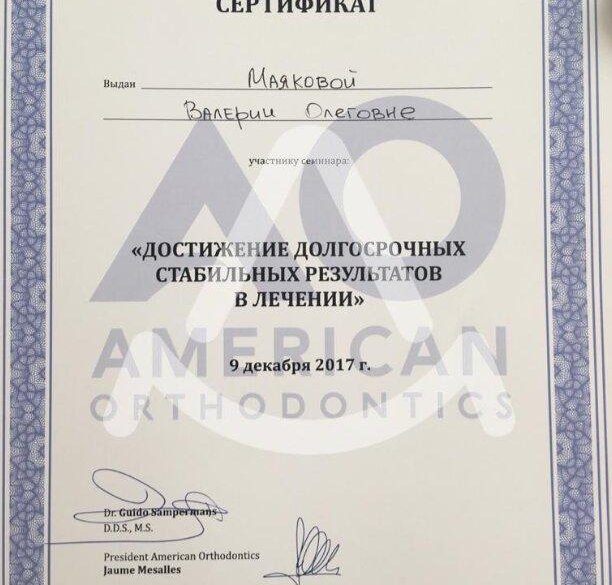 СЕРТИФИКАТ
Выдан Маяковой
Валерии Олеговне
участнику семинара:
«ДОСТИЖЕНИЕ ДОЛГОСРОЧНЫХ
СТАБИЛЬНЫХ РЕЗУЛЬТАТОВ
В ЛЕЧЕНИИ»
9 декабря 2017 г.
AO
AMERICAN
ORTHODONTICS
Dr. Guido Sampermans
D.D.S., M.S.
President American Orthodontics
Jaume Mesalles